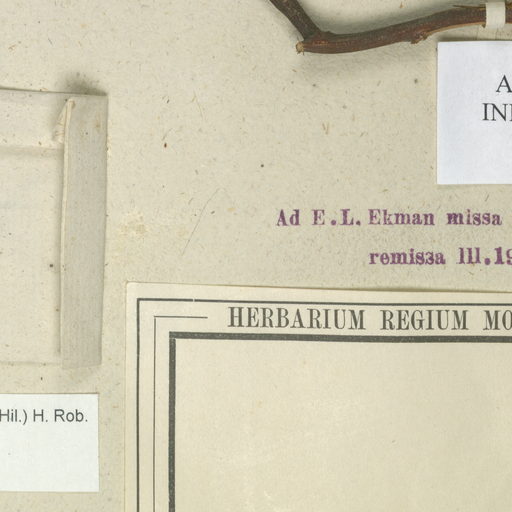 A
IN
Ad E.L. Ekman missa
remissa III.19
HERBARIUM REGIUM MO
Hil.) H. Rob.